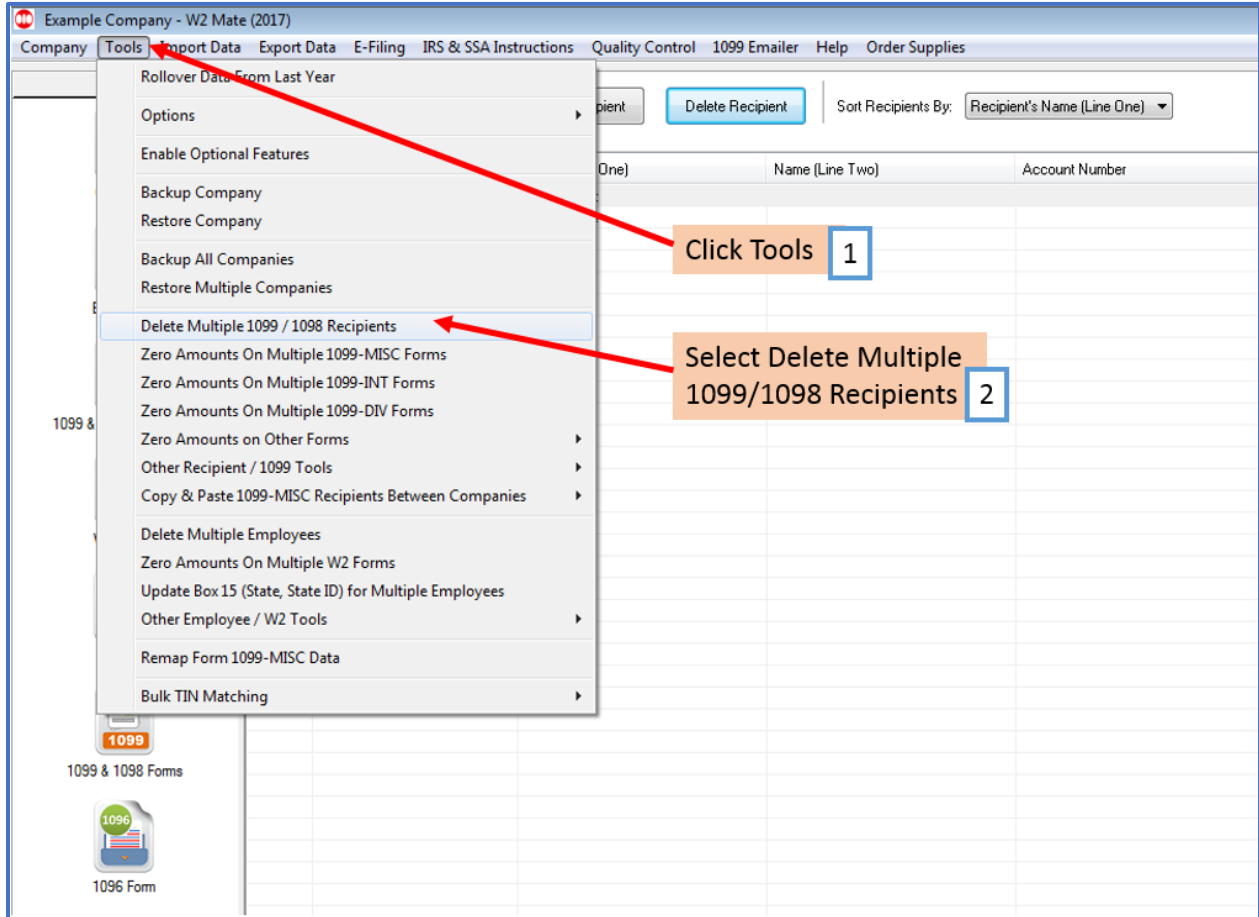 Example Company - W2 Mate (2017)
Company Tools Import Data Export Data E-Filing IRS & SSA Instructions Quality Control 1099 Emailer Help Order Supplies
Rollover Data From Last Year
Options
Enable Optional Features
Backup Company
Restore Company
Backup All Companies
Restore Multiple Companies
Delete Multiple 1099 / 1098 Recipients
Zero Amounts On Multiple 1099-MISC Forms
Zero Amounts On Multiple 1099-INT Forms
Zero Amounts On Multiple 1099-DIV Forms
Zero Amounts on Other Forms
Other Recipient / 1099 Tools
Copy & Paste 1099-MISC Recipients Between Companies
Delete Multiple Employees
Zero Amounts On Multiple W2 Forms
Update Box 15 (State, State ID) for Multiple Employees
Other Employee / W2 Tools
Remap Form 1099-MISC Data
Bulk TIN Matching
Delete Recipient Sort Recipients By: Recipient's Name (Line One)
One) Name (Line Two) Account Number
Click Tools 1
Select Delete Multiple
1099/1098 Recipients 2
1099 &
1099
1099 & 1098 Forms
1096
1096 Form